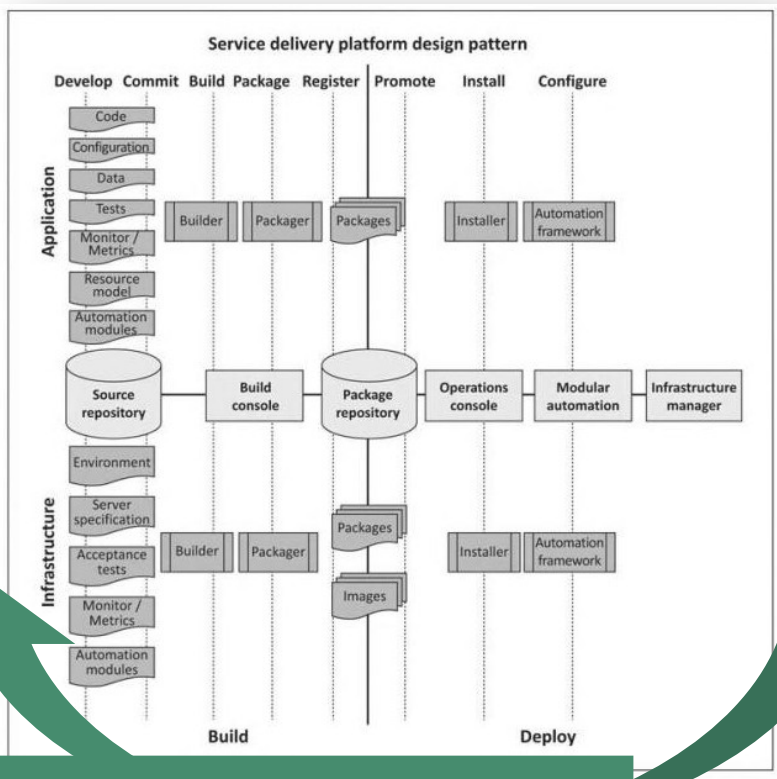 Service delivery platform design pattern
Develop Commit Build Package Register Promote Install Configure
Application
Code
Configuration
Data
Tests
Monitor /
Metrics
Resource
model
Automation
modules
Builder
Packager
Packages
Installer
Automation
framework
Source
repository
Build
console
Package
repository
Operations
console
Modular
automation
Infrastructure
manager
Infrastructure
Environment
Server
specification
Acceptance
tests
Monitor /
Metrics
Automation
modules
Builder
Packager
Packages
Images
Installer
Automation
framework
Build
Deploy